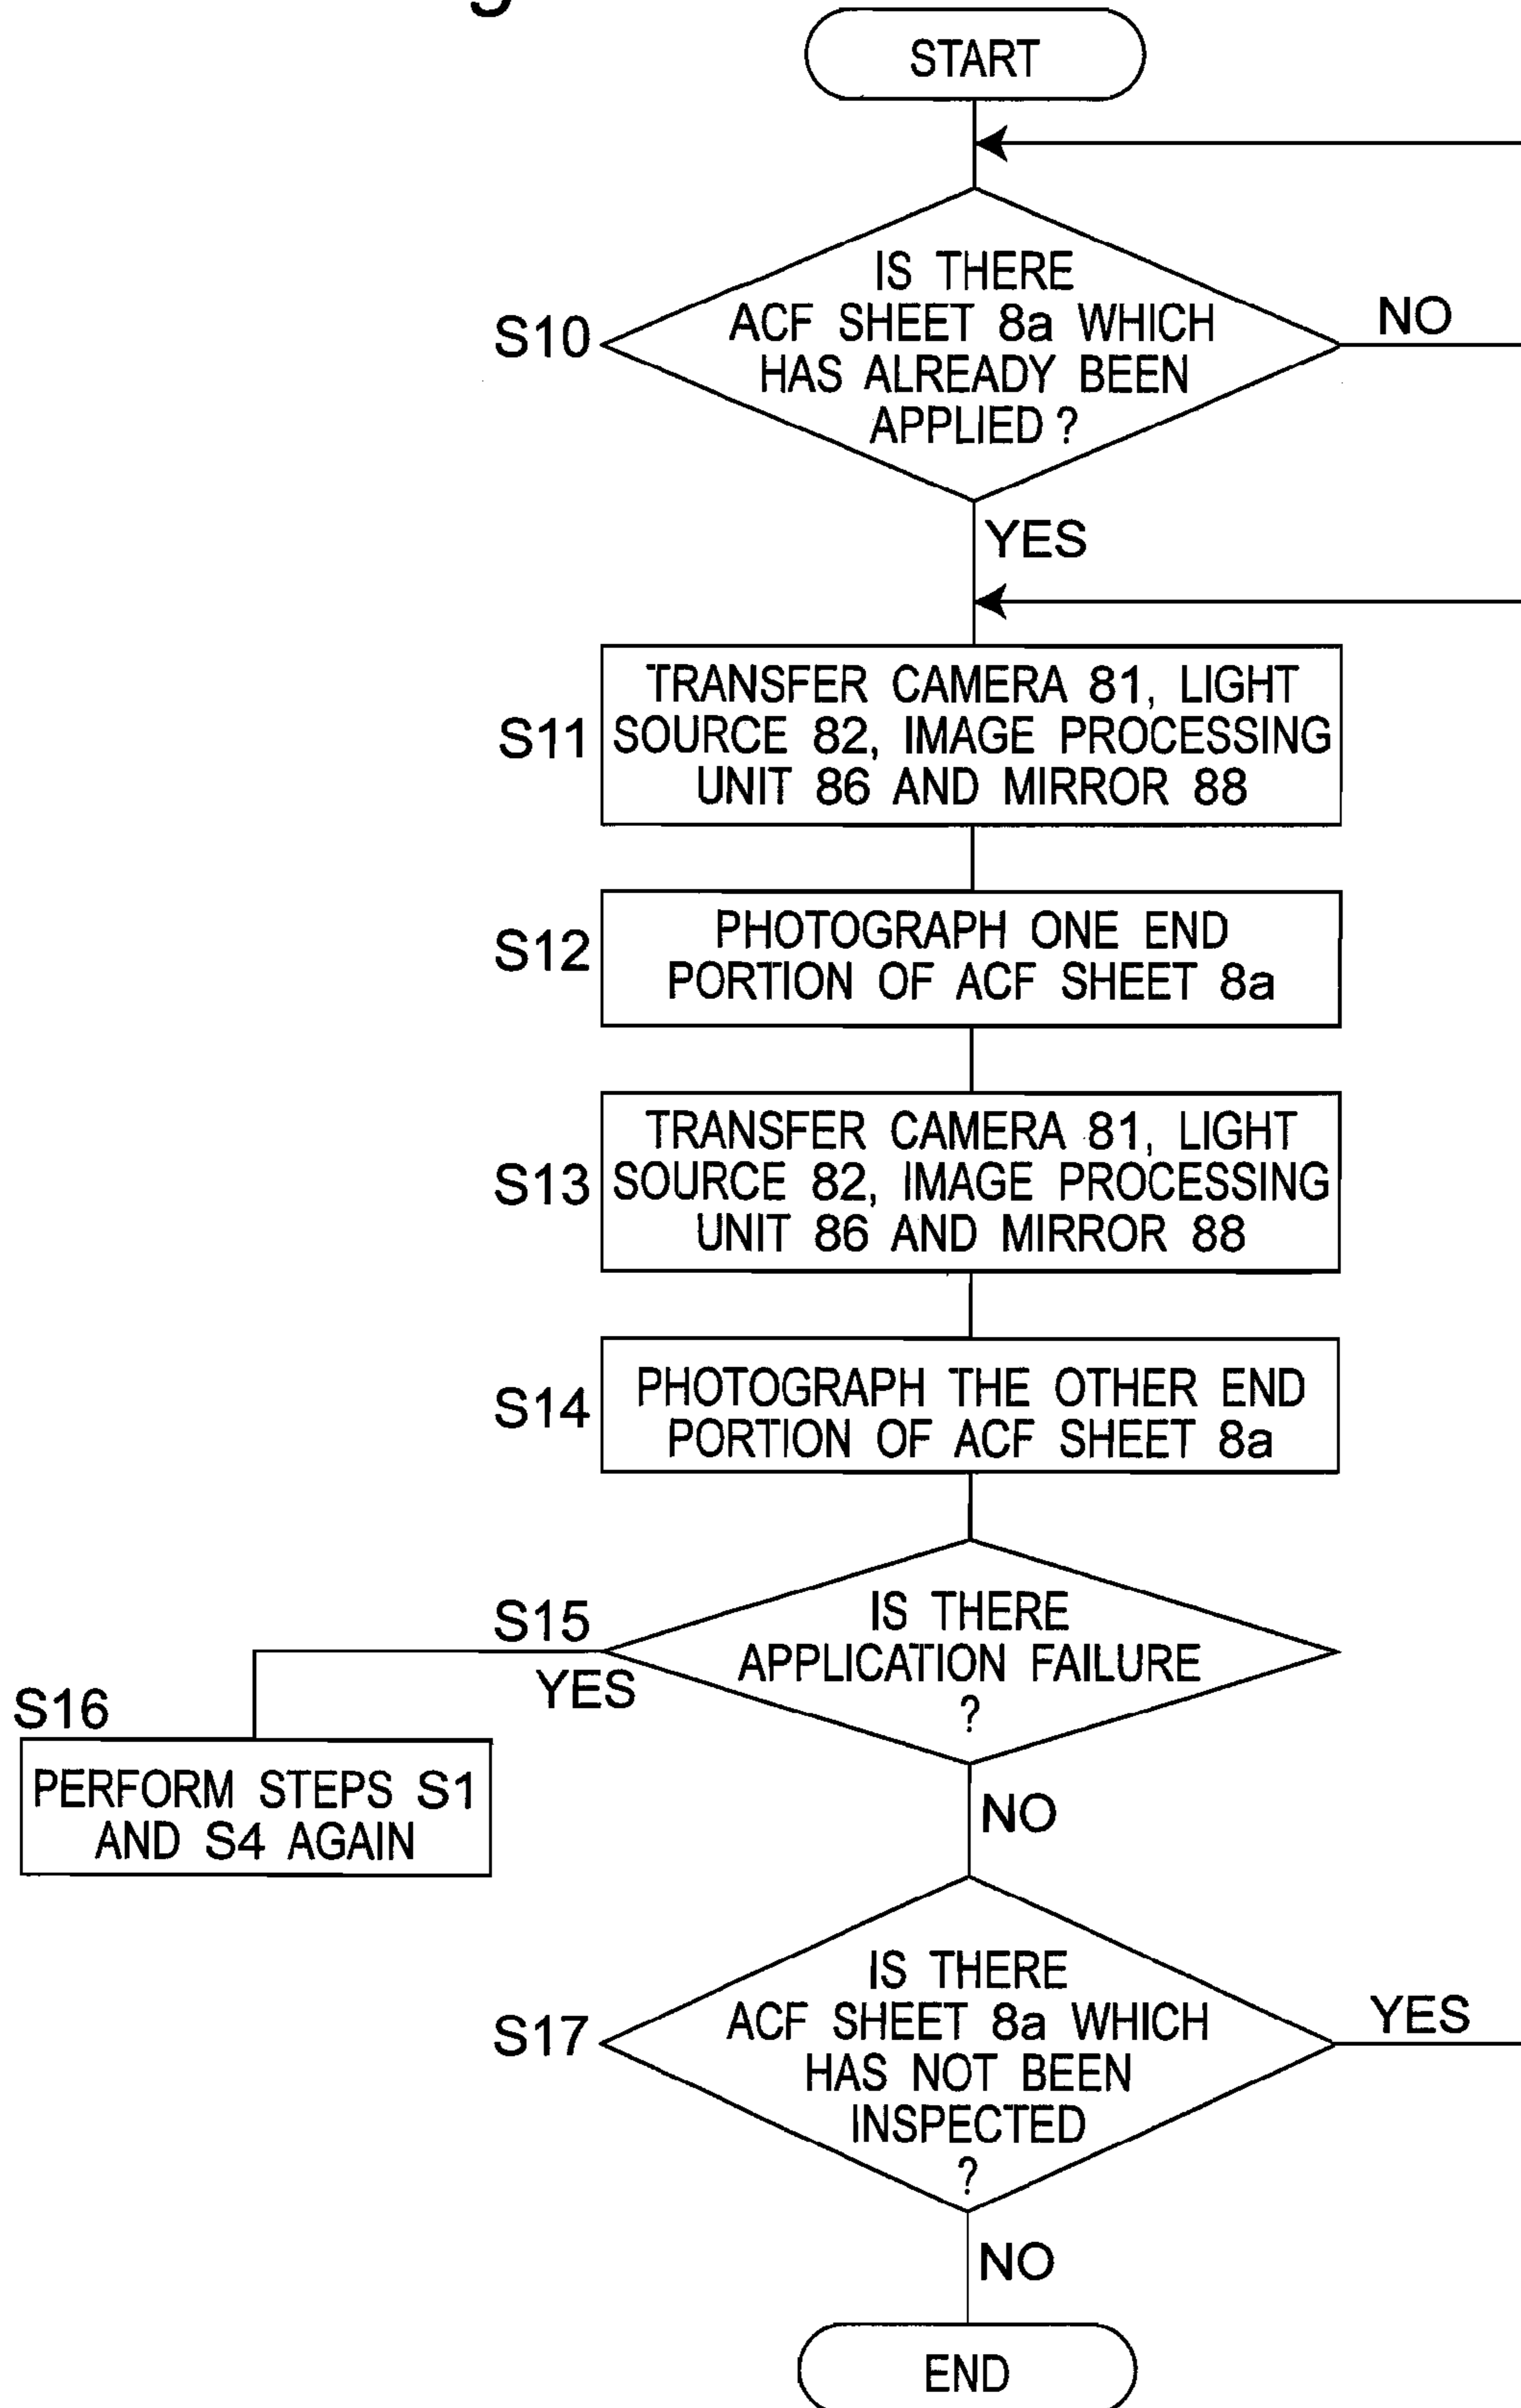 START
IS THERE
ACF SHEET 8a WHICH
HAS ALREADY BEEN
APPLIED ?
S10
NO
YES
TRANSFER CAMERA 81, LIGHT
SOURCE 82, IMAGE PROCESSING
UNIT 86 AND MIRROR 88
S11
PHOTOGRAPH ONE END
PORTION OF ACF SHEET 8a
S12
TRANSFER CAMERA 81, LIGHT
SOURCE 82, IMAGE PROCESSING
UNIT 86 AND MIRROR 88
S13
PHOTOGRAPH THE OTHER END
PORTION OF ACF SHEET 8a
S14
IS THERE
APPLICATION FAILURE
?
S15
YES
S16
PERFORM STEPS S1
AND S4 AGAIN
NO
IS THERE
ACF SHEET 8a WHICH
HAS NOT BEEN
INSPECTED
?
S17
YES
NO
END